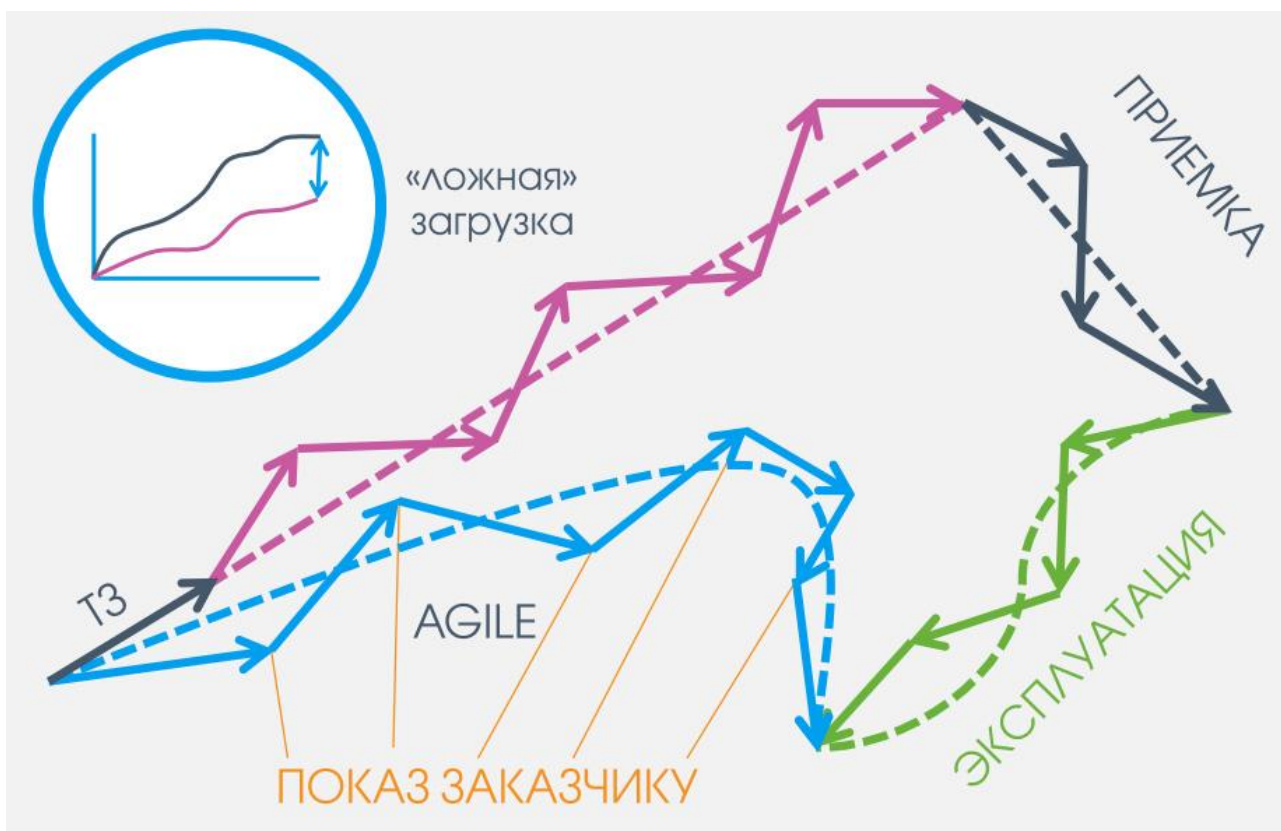 «ложная»
загрузка
ПРИЕМКА
ТЗ
AGILE
ЭКСПЛУАТАЦИЯ
ПОКАЗ ЗАКАЗЧИКУ